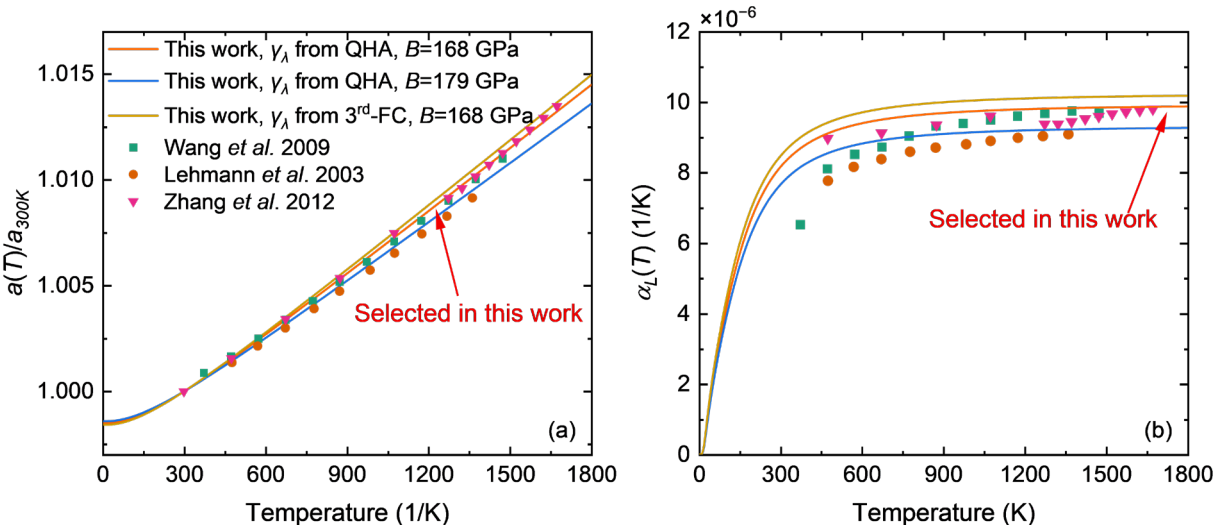 This work, γλ from QHA, B=168 GPa
This work, γλ from QHA, B=179 GPa
This work, γλ from 3rd-FC, B=168 GPa
Wang et al. 2009
Lehmann et al. 2003
Zhang et al. 2012
Selected in this work
(a)
1.015
1.010
1.005
1.000
a(T)/a300K
0 300 600 900 1200 1500 1800
Temperature (1/K)
×10−6
12
10
8
6
4
2
0
αL(T) (1/K)
Selected in this work
(b)
0 300 600 900 1200 1500 1800
Temperature (K)